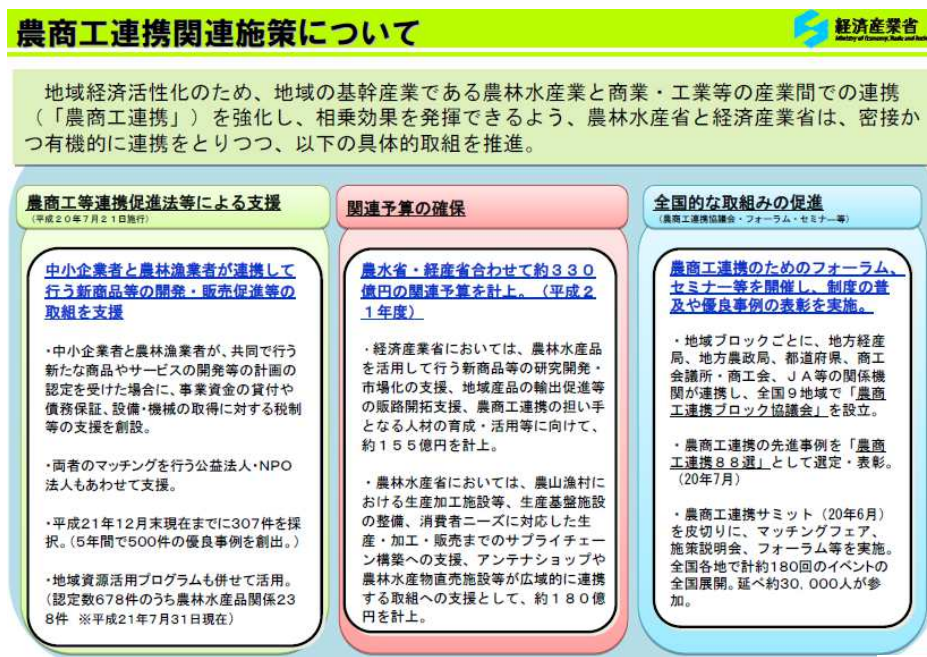 農商工連携関連施策について
経済産業省
Ministry of Economy, Trade and
地域経済活性化のため、地域の基幹産業である農林水産業と商業・工業等の産業間での連携
(「農商工連携」)を強化し、相乗効果を発揮できるよう、農林水産省と経済産業省は、密接か
つ有機的に連携をとりつつ、以下の具体的取組を推進。
農商工等連携促進法等による支援
(平成20年7月21日施行)
中小企業者と農林漁業者が連携して
行う新商品等の開発・販売促進等の
取組を支援
・中小企業者と農林漁業者が、共同で行う
新たな商品やサービスの開発等の計画の
認定を受けた場合に、事業資金の貸付や
債務保証、設備・機械の取得に対する税制
等の支援を創設。
・両者のマッチングを行う公益法人・NPO
法人もあわせて支援。
・平成21年12月末現在までに307件を採
択。(5年間で500件の優良事例を創出。)
・地域資源活用プログラムも併せて活用。
(認定数678件のうち農林水産品関係23
8件 ※平成21年7月31日現在)
関連予算の確保
農水省・経産省合わせて約330
億円の関連予算を計上。(平成2
1年度)
・経済産業省においては、農林水産品
を活用して行う新商品等の研究開発・
市場化の支援、地域産品の輸出促進等
の販路開拓支援、農商工連携の担い手
となる人材の育成・活用等に向けて、
約155億円を計上。
・農林水産省においては、農山漁村に
おける生産加工施設等、生産基盤施設
の整備、消費者ニーズに対応した生
産・加工・販売までのサプライチェー
ン構築への支援、アンテナショップや
農林水産物直売施設等が広域的に連携
する取組への支援として、約180億
円を計上。
全国的な取組みの促進
(農商工連携協議会・フォーラム・セミナー等)
農商工連携のためのフォーラム、
セミナー等を開催し、制度の普
及や優良事例の表彰を実施。
・地域ブロックごとに、地方経産
局、地方農政局、都道府県、商工
会議所・商工会、JA等の関係機
関が連携し、全国9地域で「農商
工連携ブロック協議会」を設立。
・農商工連携の先進事例を「農商
工連携88選」として選定・表彰。
(20年7月)
・農商工連携サミット(20年6月)
を皮切りに、マッチングフェア、
施策説明会、フォーラム等を実施。
全国各地で計約180回のイベントの
全国展開。延べ約30,000人が参
加。